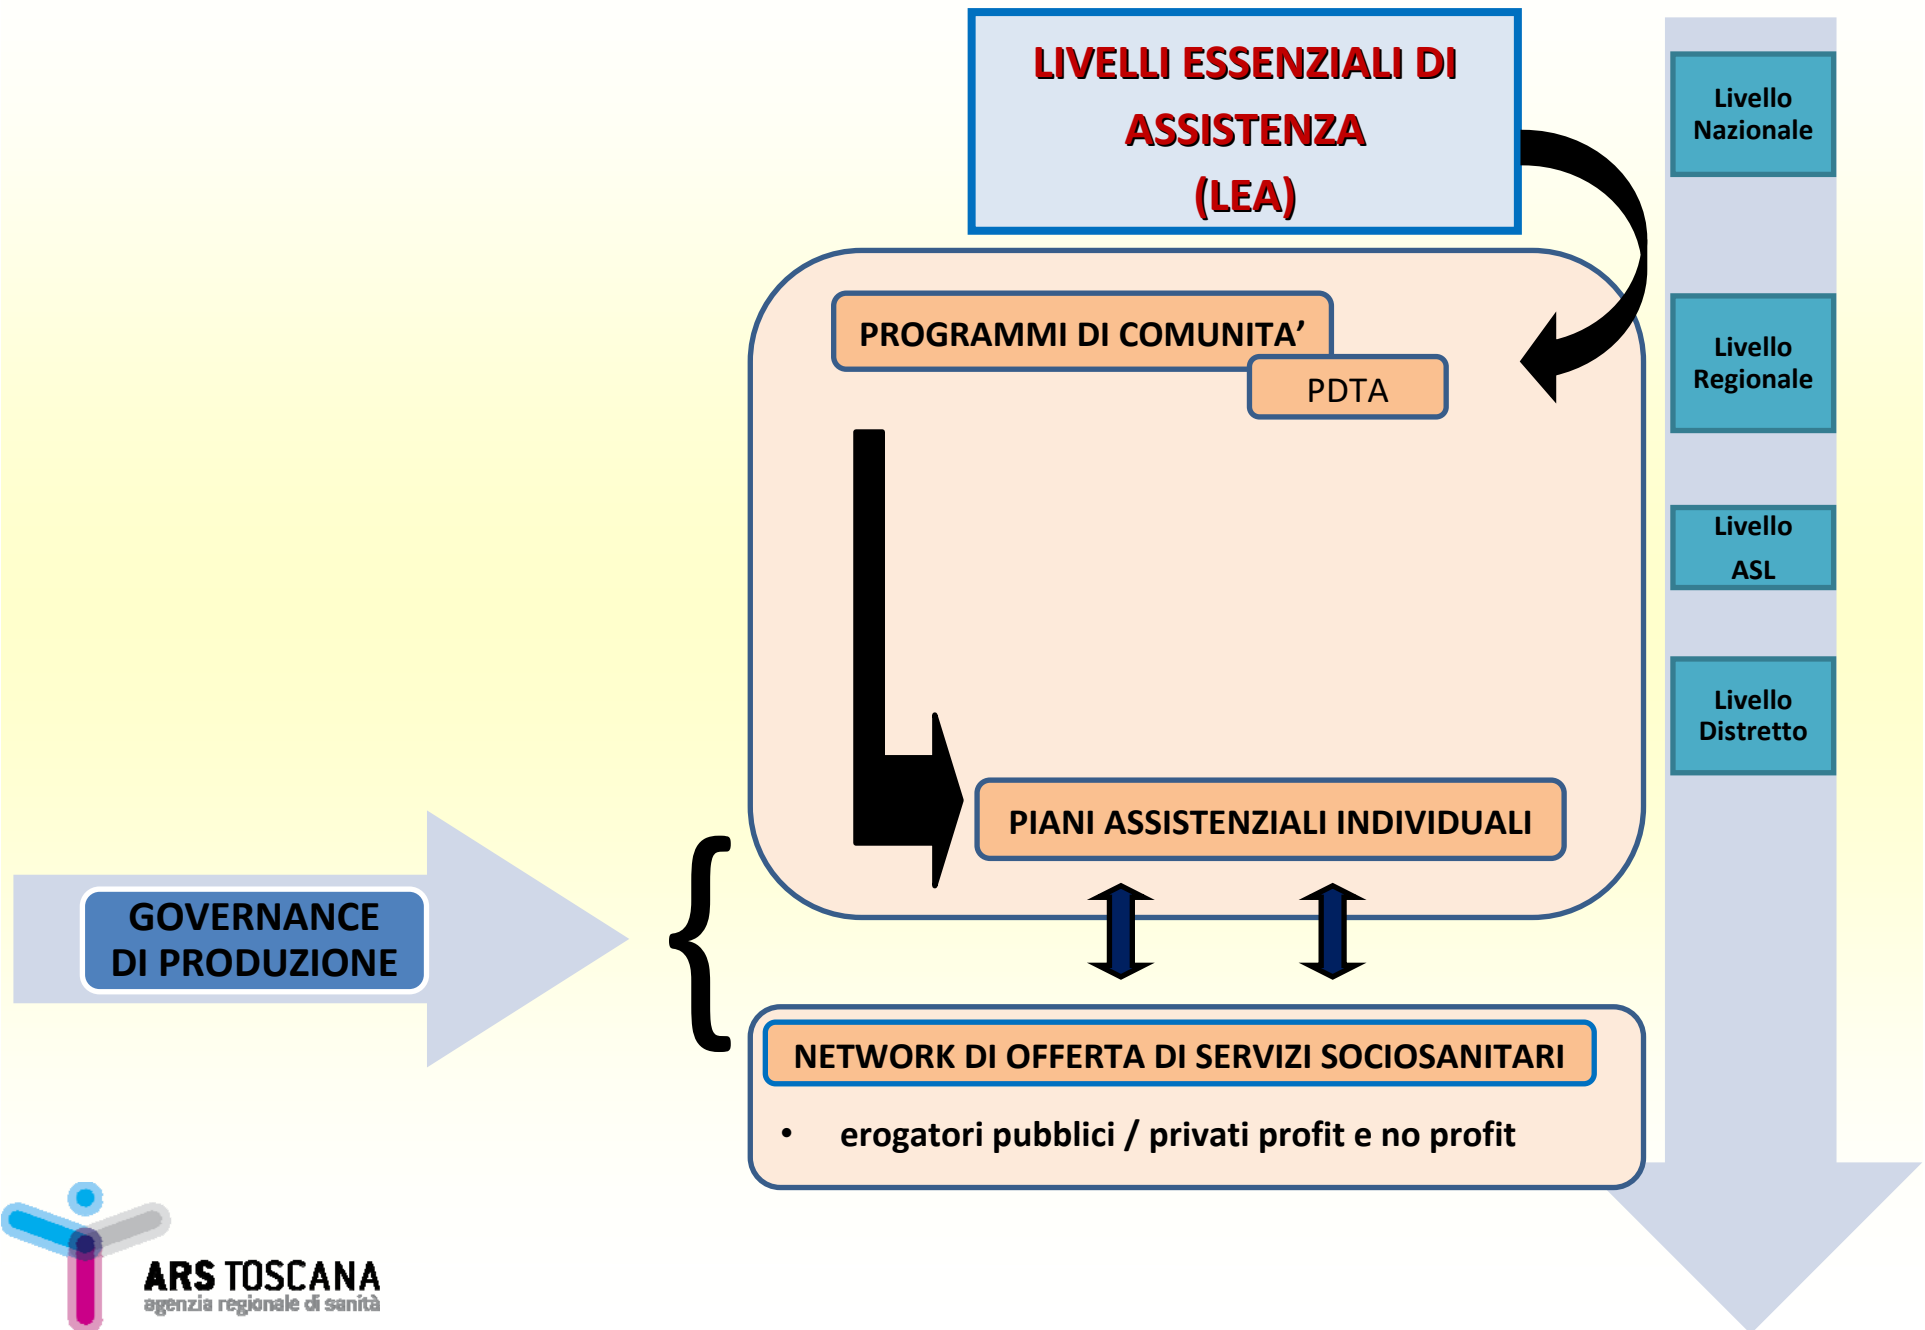 LIVELLI ESSENZIALI DI
ASSISTENZA
(LEA)
Livello
Nazionale
PROGRAMMI DI COMUNITA’
PDTA
Livello
Regionale
Livello
ASL
Livello
Distretto
PIANI ASSISTENZIALI INDIVIDUALI
GOVERNANCE
DI PRODUZIONE
{
NETWORK DI OFFERTA DI SERVIZI SOCIOSANITARI
• erogatori pubblici / privati profit e no profit
ARS TOSCANA
agenzia regionale di sanità